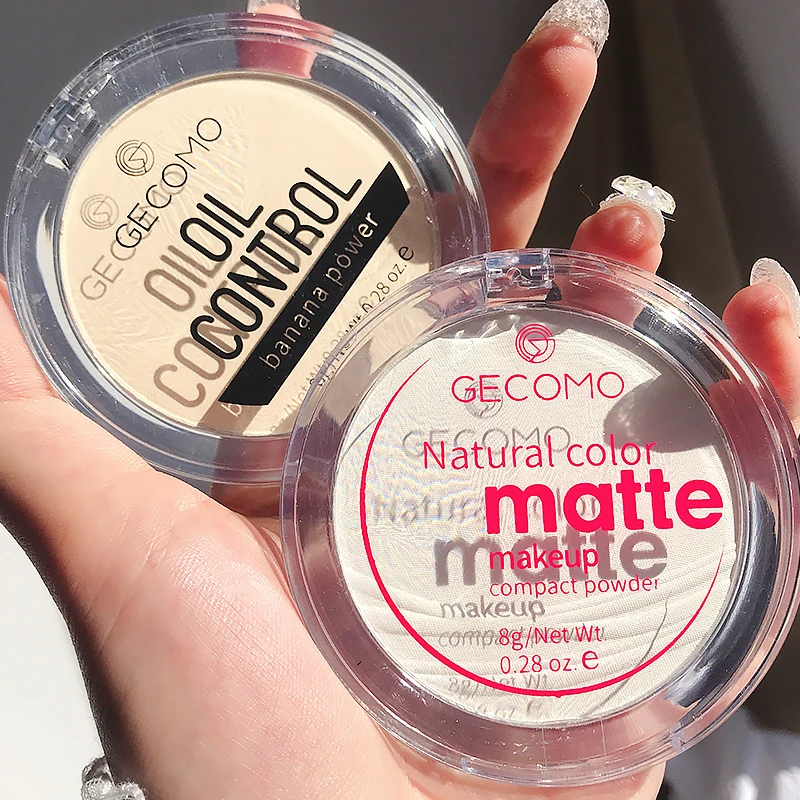 GECOMO
OIL
CONTROL
banana power
0.28 oz. e
GECOMO
Natural color
matte
makeup
compact powder
8g/Net Wt
0.28 oz. e